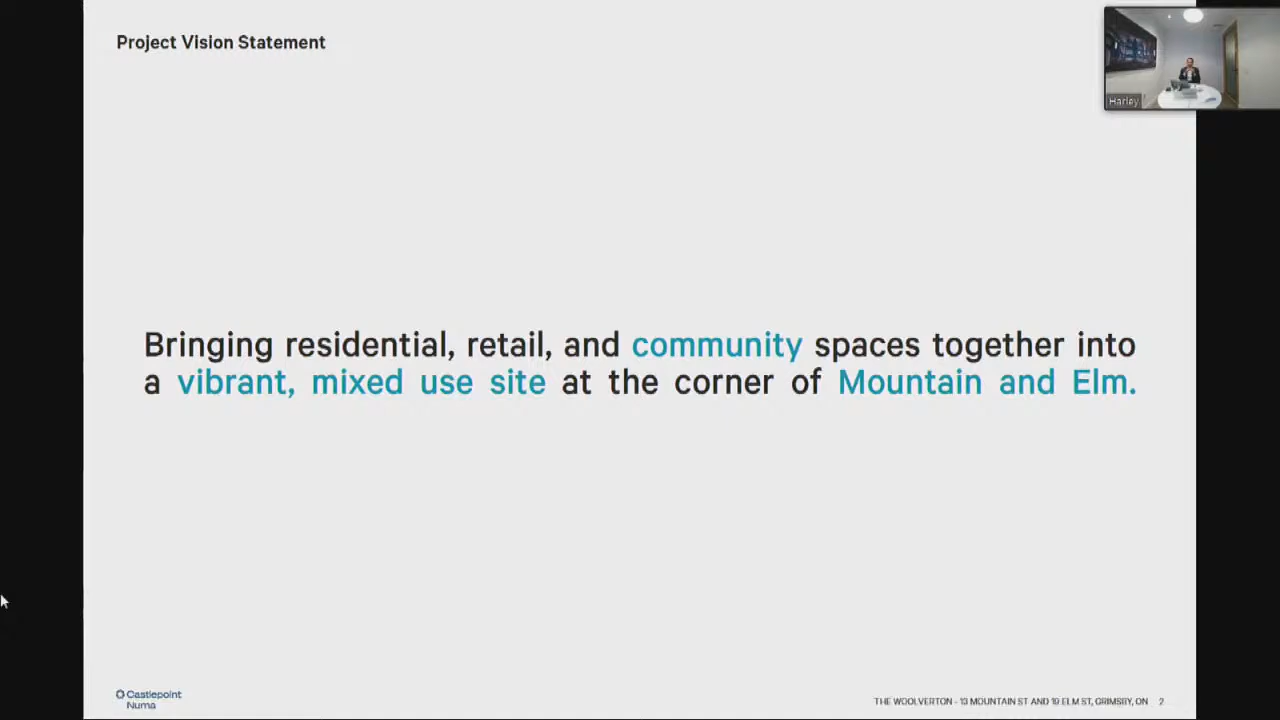 Project Vision Statement
Harley
Bringing residential, retail, and community spaces together into
a vibrant, mixed use site at the corner of Mountain and Elm.
Castlepoint
Numa
THE WOOLVERTON - 13 MOUNTAIN ST AND 19 ELM ST, GRIMSBY, ON 2